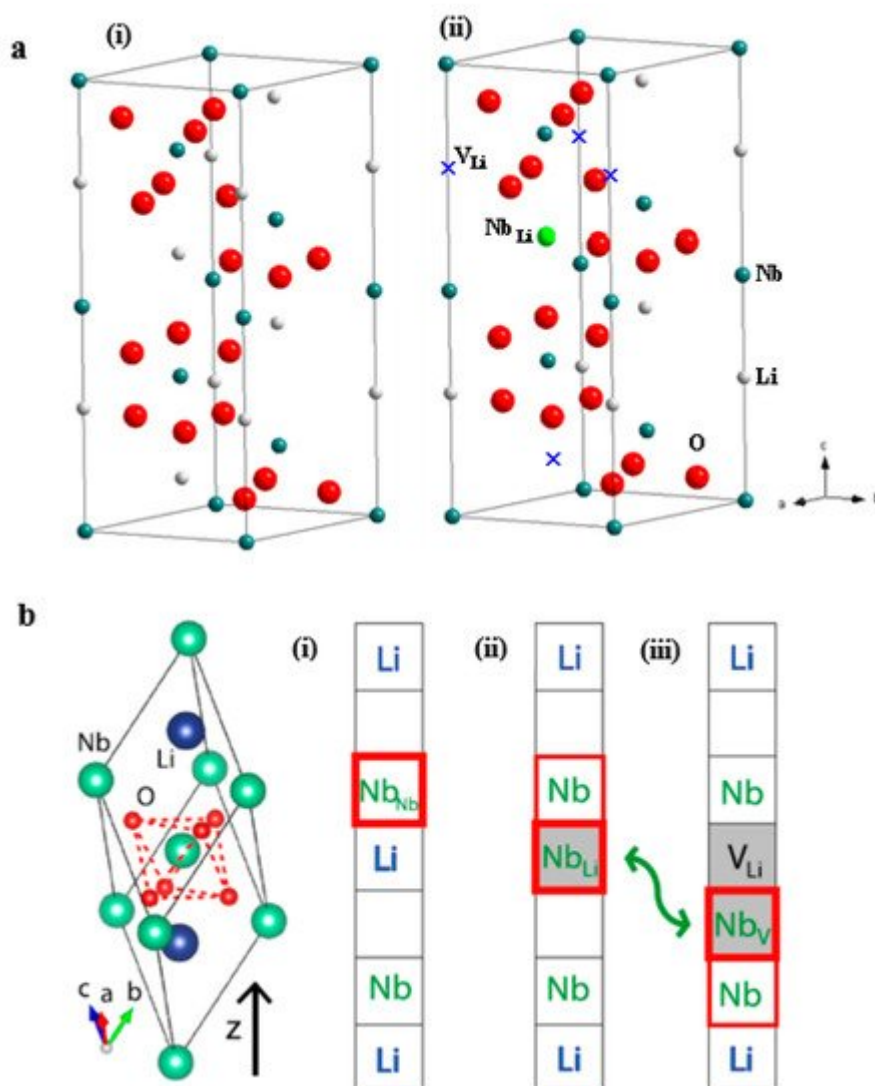 a
(i)
(ii)
V_Li
Nb_Li
Nb
Li
O
c
a
b
(i)
(ii)
(iii)
Nb
Li
O
c a b
z
Li
Nb_Nb
Li
Nb
Li
Li
Nb
Nb_Li
Nb
Li
Li
Nb
V_Li
Nb_V
Nb
Li